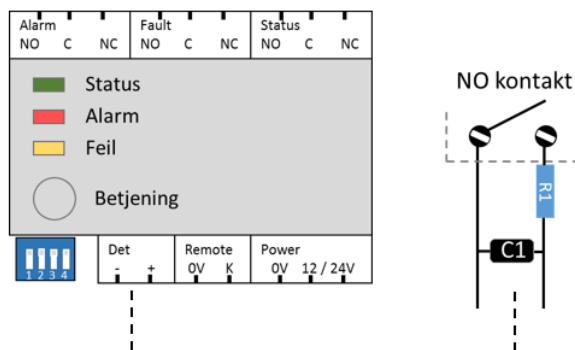 Alarm Fault Status
NO C NC NO C NC NO C NC
Status
Alarm
Feil
Betjening
1 2 3 4
Det Remote Power
- + 0V K 0V 12 / 24V
NO kontakt
R1
C1